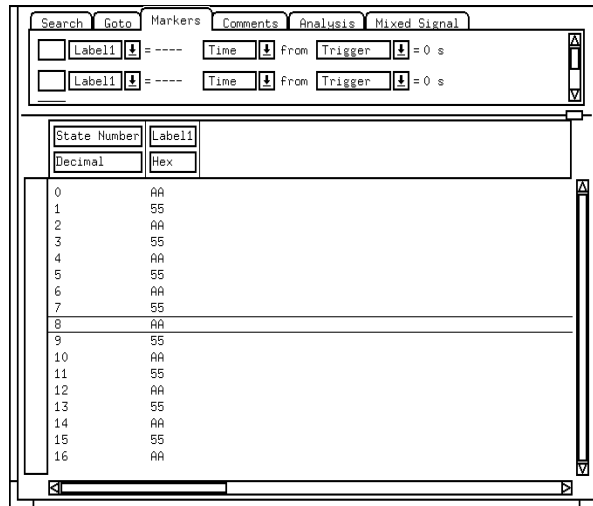 Search Goto Markers Comments Analysis Mixed Signal
Label1 = ---- Time from Trigger = 0 s
Label1 = ---- Time from Trigger = 0 s
State Number Label1
Decimal Hex
0 AA
1 55
2 AA
3 55
4 AA
5 55
6 AA
7 55
8 AA
9 55
10 AA
11 55
12 AA
13 55
14 AA
15 55
16 AA